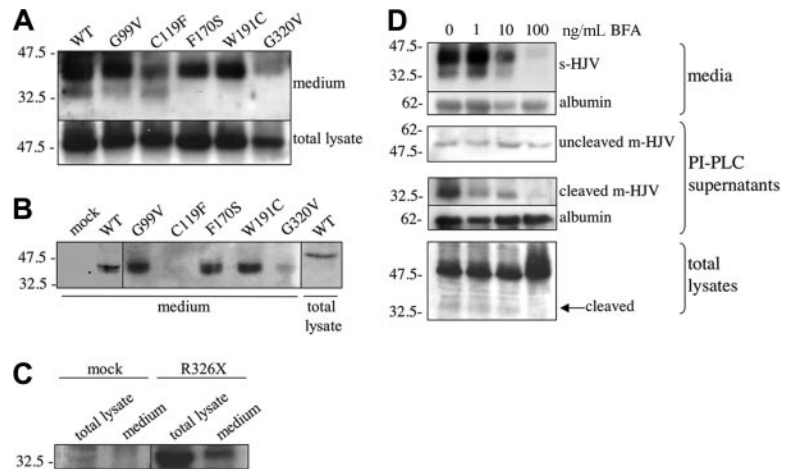 A
WT G99V C119F F170S W191C G320V
47.5-
32.5-
medium
47.5-
total lysate
B
mock WT G99V C119F F170S W191C G320V WT
47.5-
32.5-
medium
total
lysate
C
mock R326X
total lysate medium total lysate medium
32.5-
D
0 1 10 100 ng/mL BFA
47.5-
32.5-
s-HJV
62-
albumin
media
62-
47.5-
uncleaved m-HJV
32.5-
cleaved m-HJV
62-
albumin
PI-PLC
supernatants
47.5-
32.5-
cleaved
total
lysates